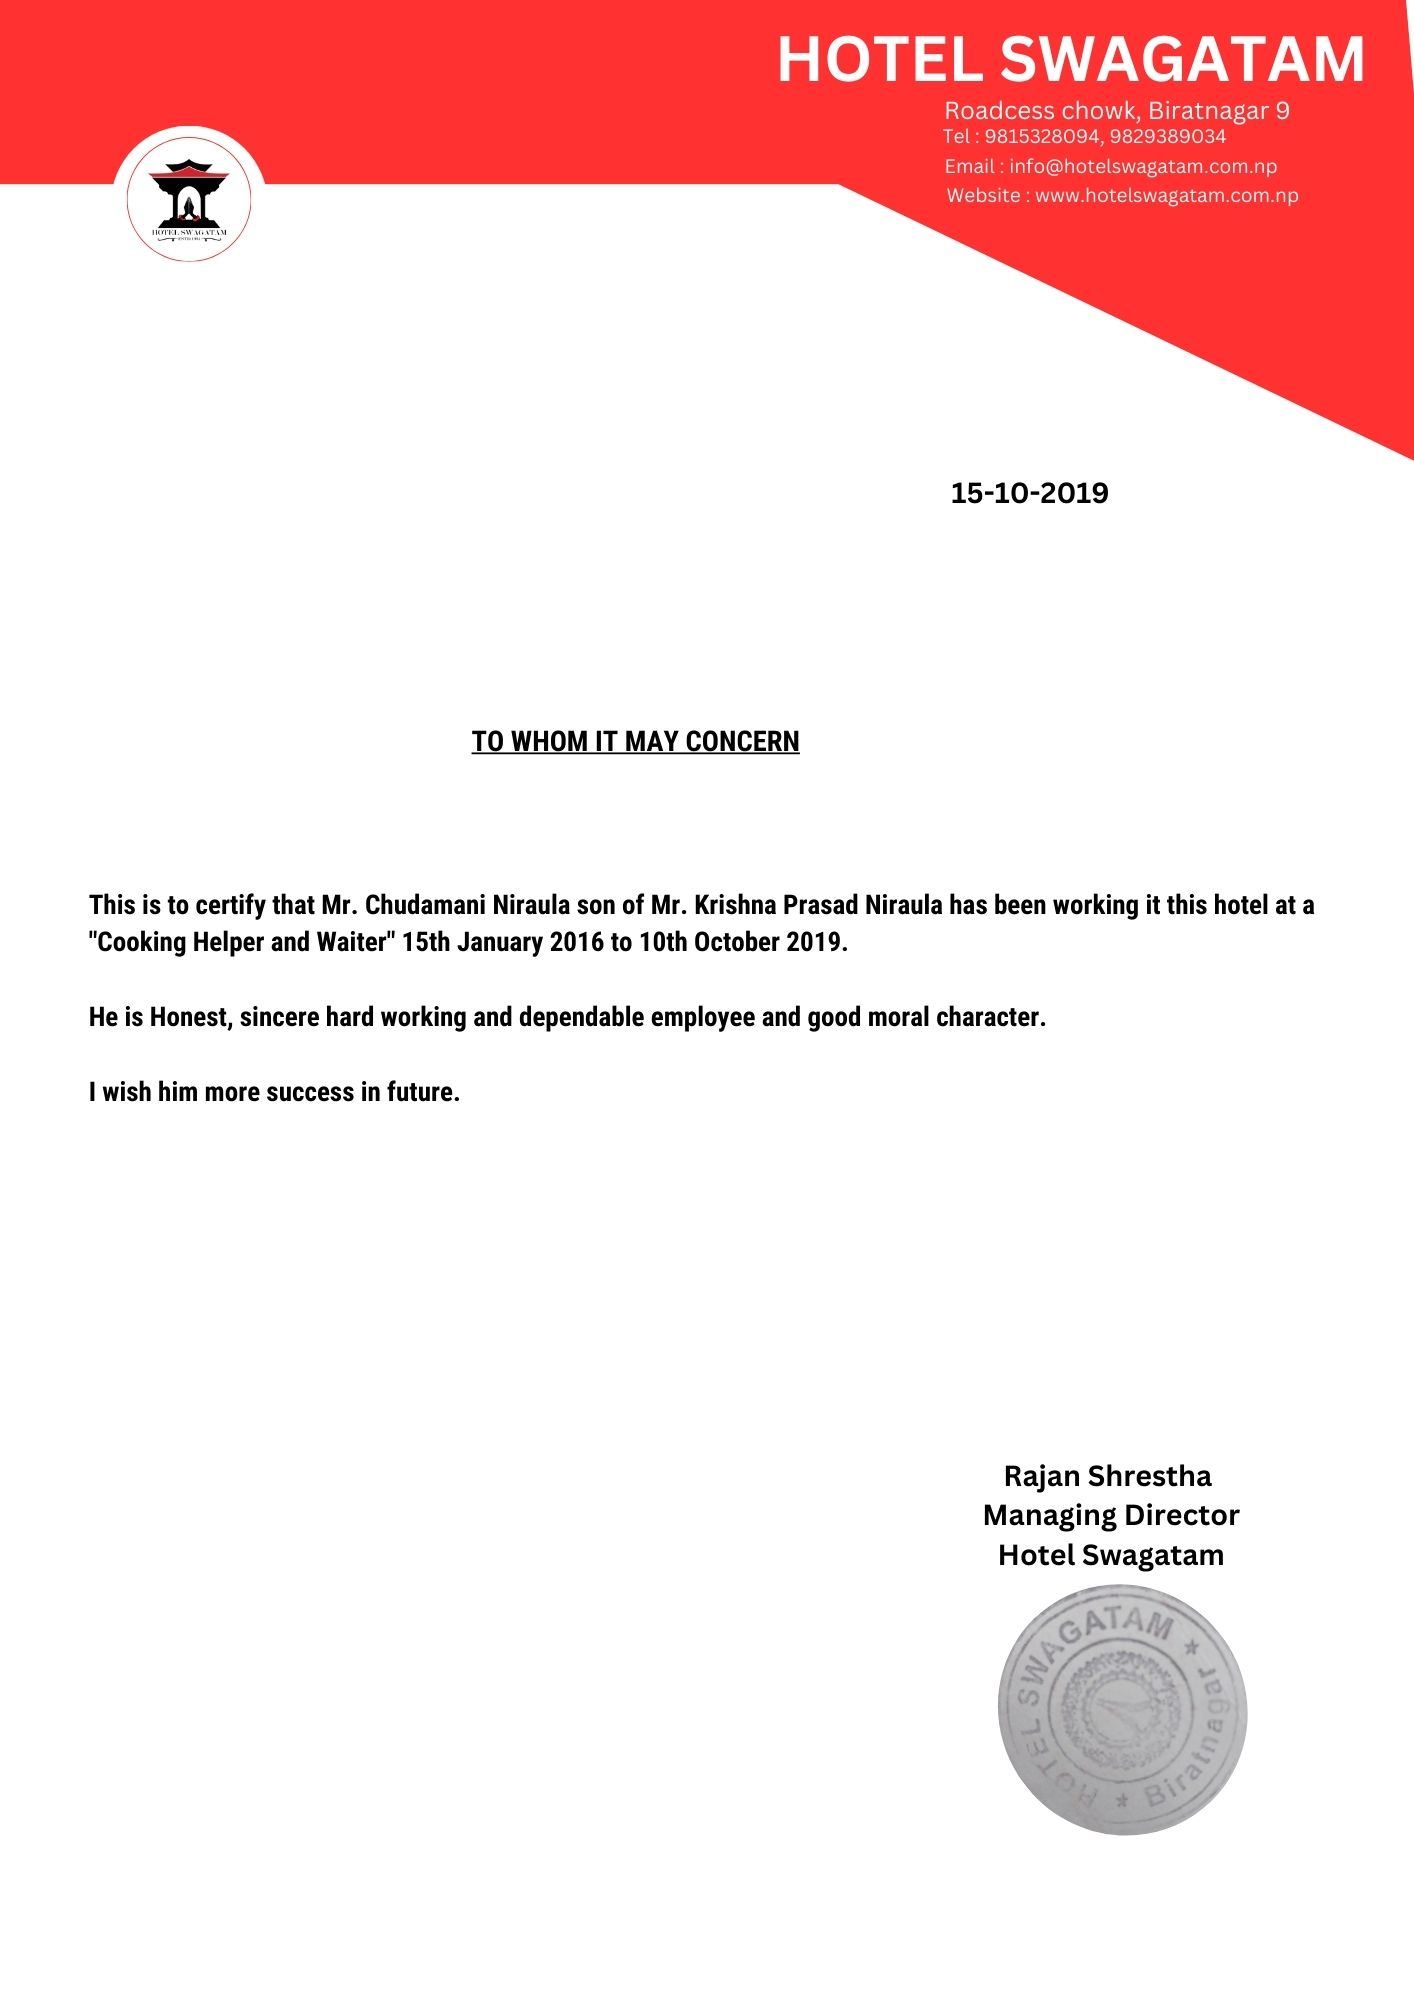 HOTEL SWAGATAM
Roadcess chowk, Biratnagar 9
Tel : 9815328094, 9829389034
Email : info@hotelswagatam.com.np
Website : www.hotelswagatam.com.np
HOTEL SWAGATAM
15-10-2019
TO WHOM IT MAY CONCERN
This is to certify that Mr. Chudamani Niraula son of Mr. Krishna Prasad Niraula has been working it this hotel at a
"Cooking Helper and Waiter" 15th January 2016 to 10th October 2019.
He is Honest, sincere hard working and dependable employee and good moral character.
I wish him more success in future.
Rajan Shrestha
Managing Director
Hotel Swagatam
HOTEL SWAGATAM ★ Biratnagar ★